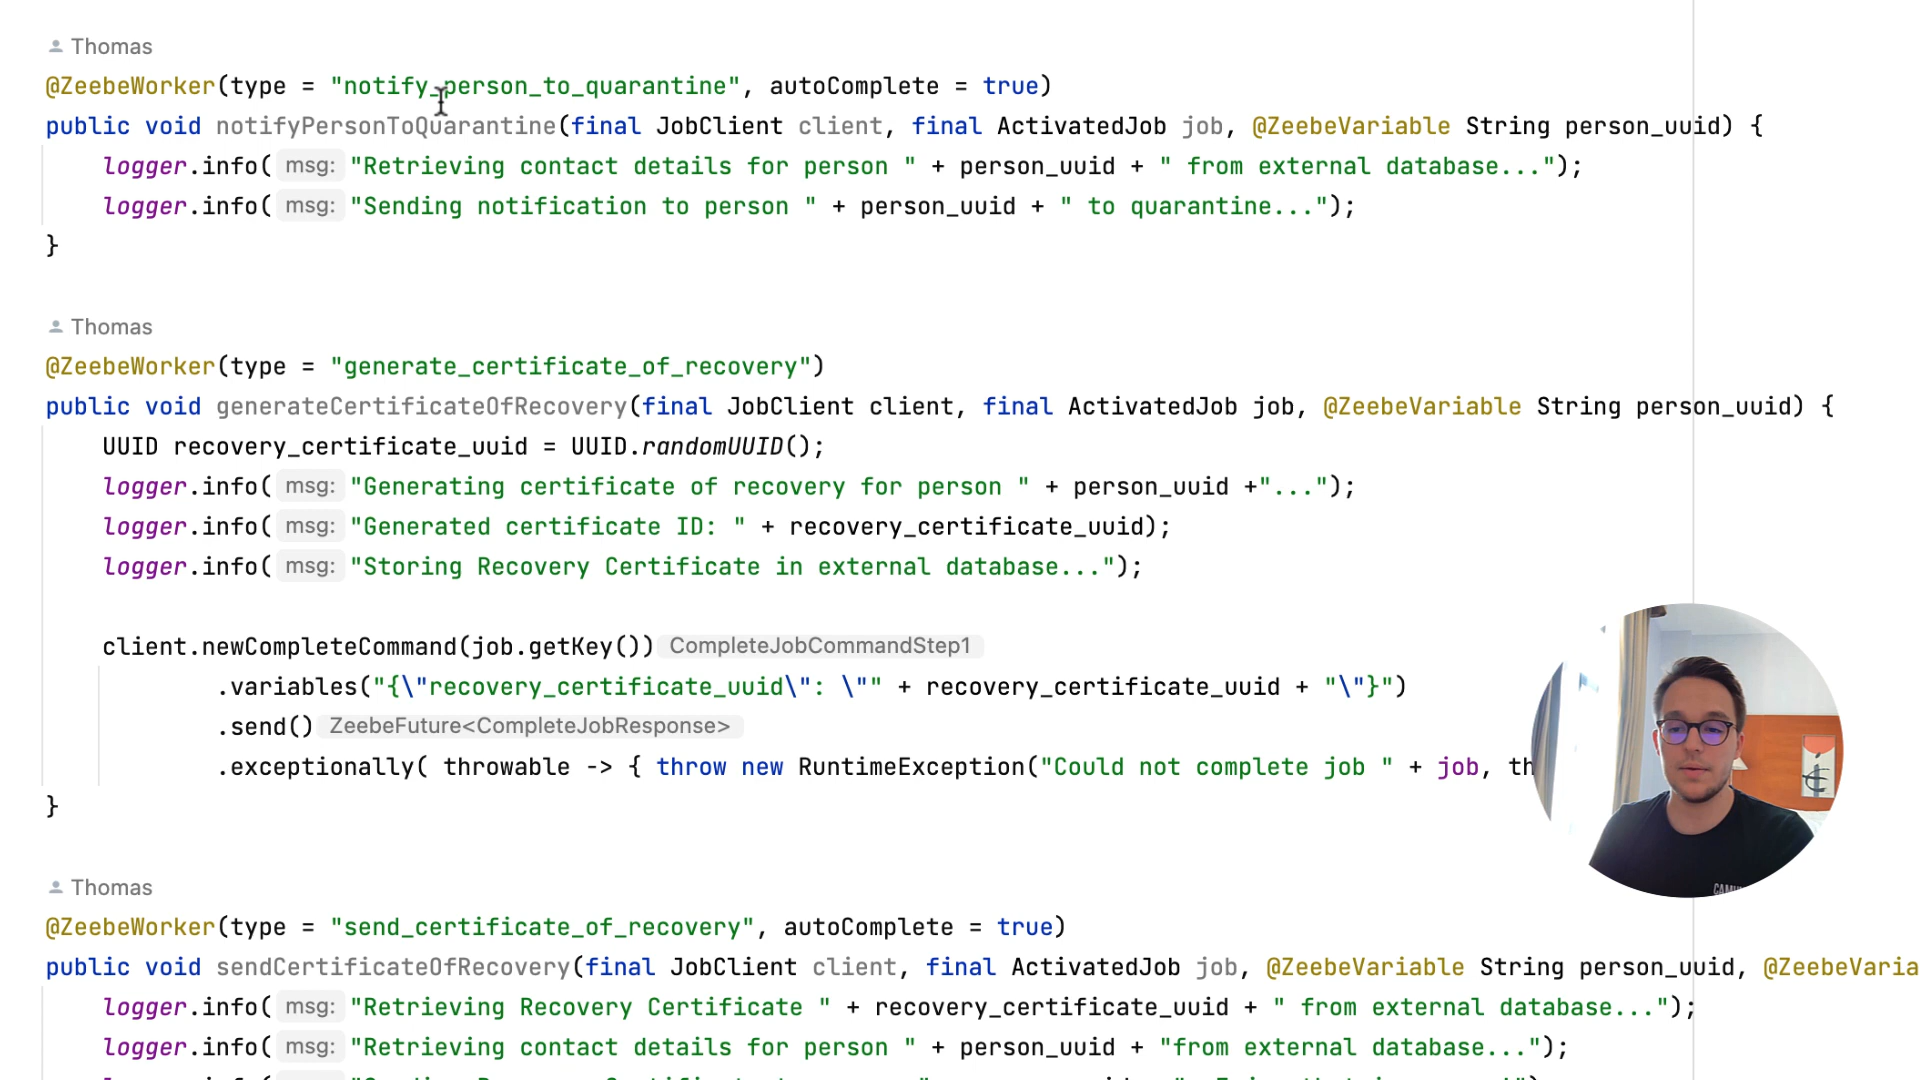 Thomas
@ZeebeWorker(type = "notify_person_to_quarantine", autoComplete = true)
public void notifyPersonToQuarantine(final JobClient client, final ActivatedJob job, @ZeebeVariable String person_uuid) {
logger.info( msg: "Retrieving contact details for person " + person_uuid + " from external database...");
logger.info( msg: "Sending notification to person " + person_uuid + " to quarantine...");
}
Thomas
@ZeebeWorker(type = "generate_certificate_of_recovery")
public void generateCertificateOfRecovery(final JobClient client, final ActivatedJob job, @ZeebeVariable String person_uuid) {
UUID recovery_certificate_uuid = UUID.randomUUID();
logger.info( msg: "Generating certificate of recovery for person " + person_uuid +"...");
logger.info( msg: "Generated certificate ID: " + recovery_certificate_uuid);
logger.info( msg: "Storing Recovery Certificate in external database...");
client.newCompleteCommand(job.getKey()) CompleteJobCommandStep1
.variables("{\"recovery_certificate_uuid\": \"" + recovery_certificate_uuid + "\"}")
.send() ZeebeFuture<CompleteJobResponse>
.exceptionally( throwable -> { throw new RuntimeException("Could not complete job " + job, th
}
Thomas
@ZeebeWorker(type = "send_certificate_of_recovery", autoComplete = true)
public void sendCertificateOfRecovery(final JobClient client, final ActivatedJob job, @ZeebeVariable String person_uuid, @ZeebeVaria
logger.info( msg: "Retrieving Recovery Certificate " + recovery_certificate_uuid + " from external database...");
logger.info( msg: "Retrieving contact details for person " + person_uuid + "from external database...");